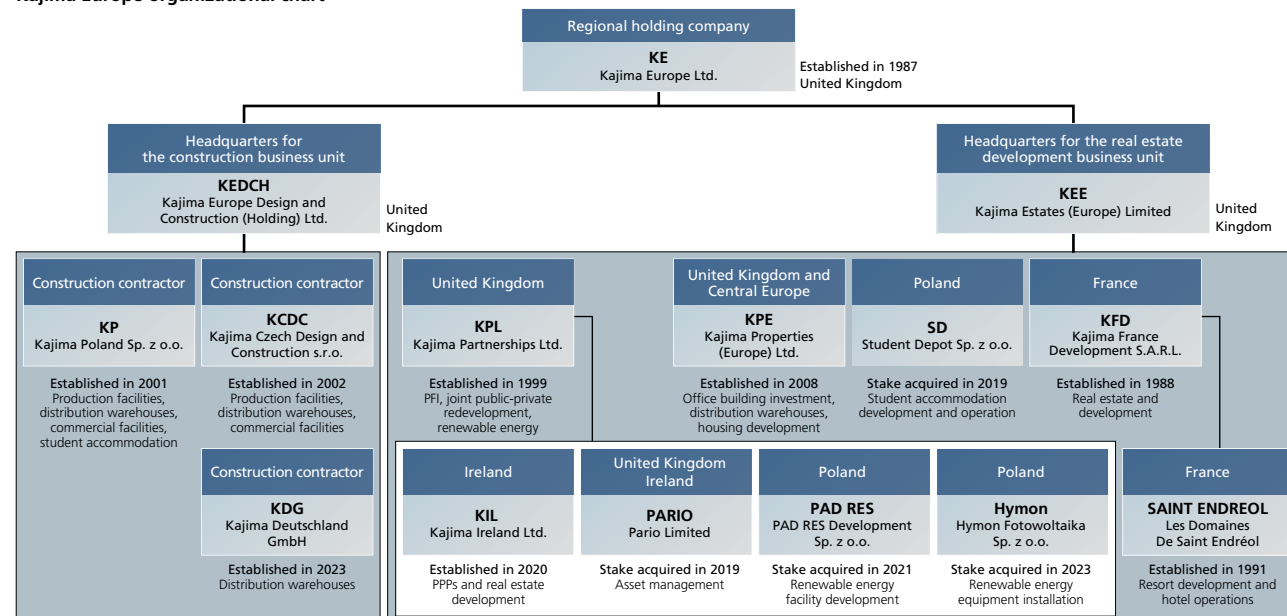 Kajima Europe organizational chart
Regional holding company
KE
Kajima Europe Ltd.
Established in 1987
United Kingdom
Headquarters for
the construction business unit
KEDCH
Kajima Europe Design and
Construction (Holding) Ltd.
United
Kingdom
Headquarters for the real estate
development business unit
KEE
Kajima Estates (Europe) Limited
United
Kingdom
Construction contractor
KP
Kajima Poland Sp. z o.o.
Established in 2001
Production facilities,
distribution warehouses,
commercial facilities,
student accommodation
Construction contractor
KCDC
Kajima Czech Design and
Construction s.r.o.
Established in 2002
Production facilities,
distribution warehouses,
commercial facilities
Construction contractor
KDG
Kajima Deutschland
GmbH
Established in 2023
Distribution warehouses
United Kingdom
KPL
Kajima Partnerships Ltd.
Established in 1999
PFI, joint public-private
redevelopment,
renewable energy
United Kingdom and
Central Europe
KPE
Kajima Properties
(Europe) Ltd.
Established in 2008
Office building investment,
distribution warehouses,
housing development
Poland
SD
Student Depot Sp. z o.o.
Stake acquired in 2019
Student accommodation
development and operation
France
KFD
Kajima France
Development S.A.R.L.
Established in 1988
Real estate and
development
Ireland
KIL
Kajima Ireland Ltd.
Established in 2020
PPPs and real estate
development
United Kingdom
Ireland
PARIO
Pario Limited
Stake acquired in 2019
Asset management
Poland
PAD RES
PAD RES Development
Sp. z o.o.
Stake acquired in 2021
Renewable energy
facility development
Poland
Hymon
Hymon Fotowoltaika
Sp. z o.o.
Stake acquired in 2023
Renewable energy
equipment installation
France
SAINT ENDREOL
Les Domaines
De Saint Endréol
Established in 1991
Resort development and
hotel operations